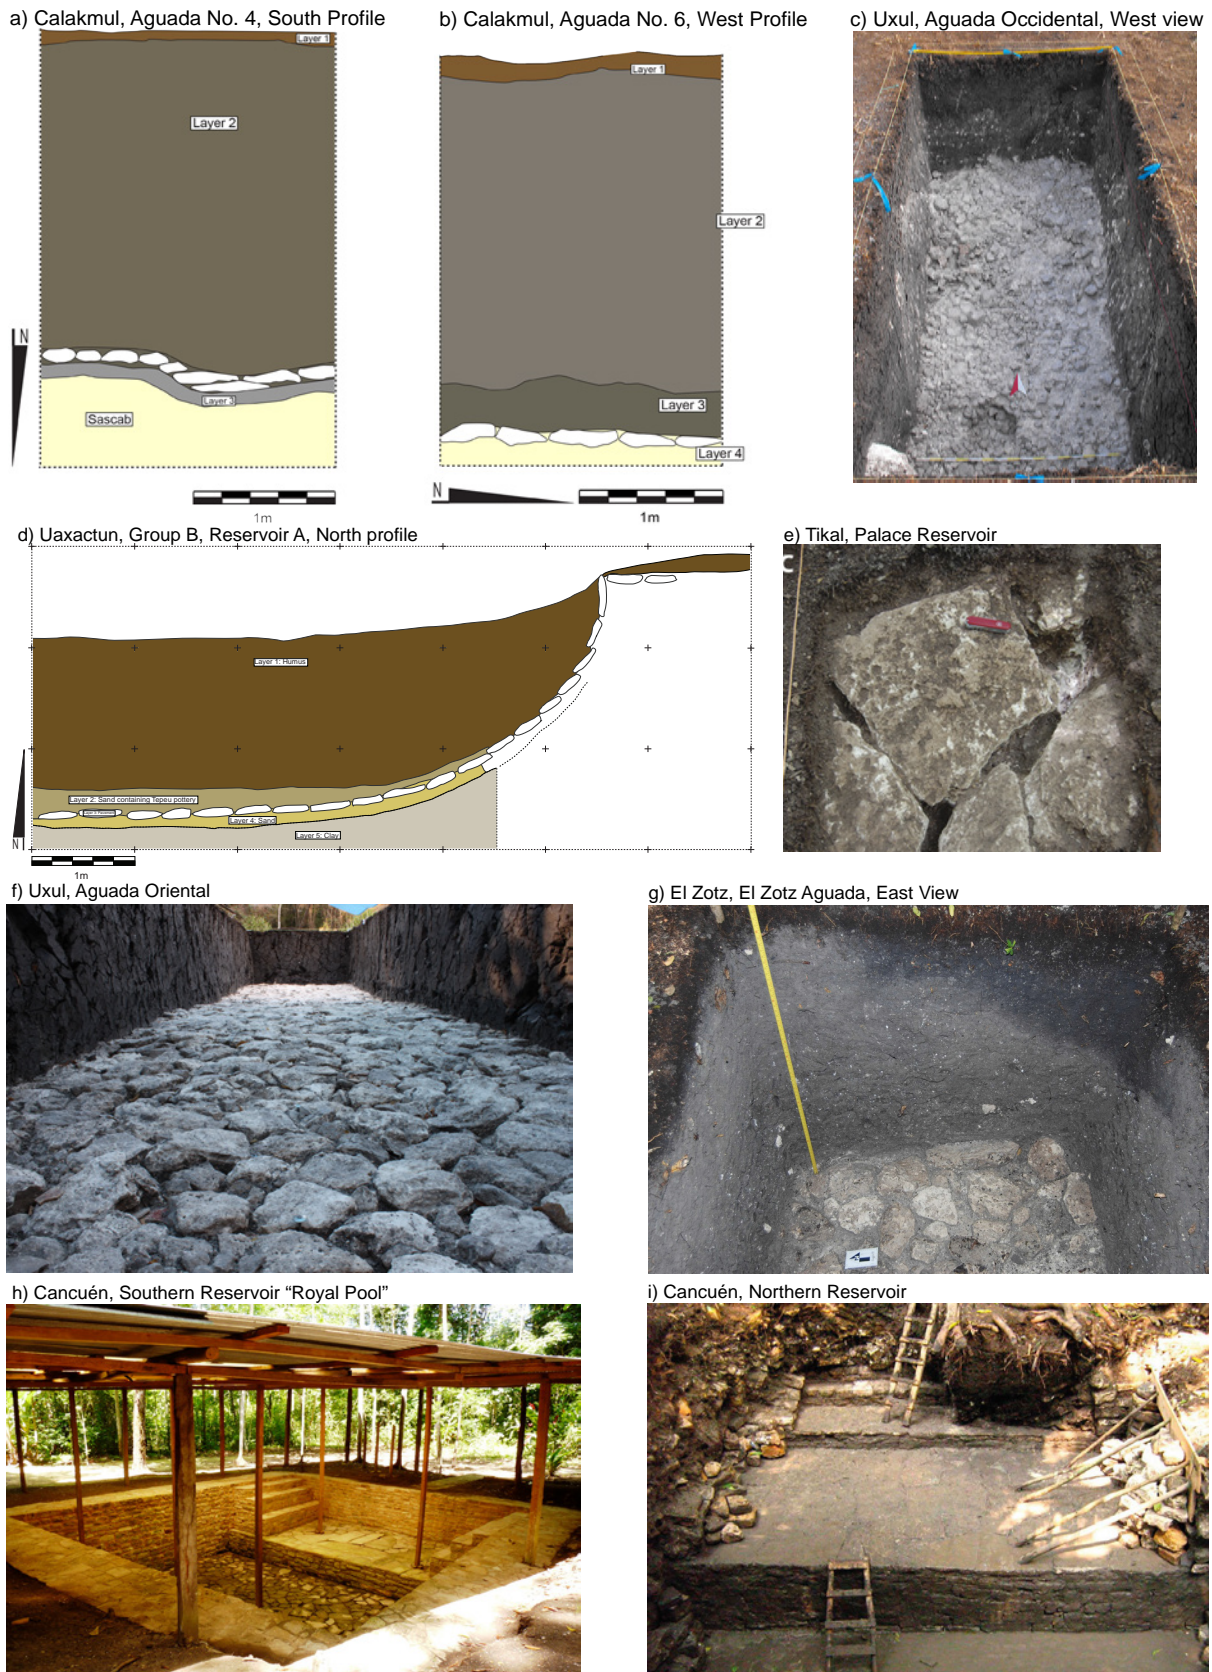 a) Calakmul, Aguada No. 4, South Profile
b) Calakmul, Aguada No. 6, West Profile
c) Uxul, Aguada Occidental, West view
Layer 1
Layer 2
Layer 3
Sascab
N
1m
Layer 1
Layer 2
Layer 3
Layer 4
N
1m
d) Uaxactun, Group B, Reservoir A, North profile
Layer 1: Humus
Layer 2: Sand containing Tepeu pottery
Layer 4: Sand
Layer 5: Clay
N
1m
e) Tikal, Palace Reservoir
C
f) Uxul, Aguada Oriental
g) El Zotz, El Zotz Aguada, East View
h) Cancuén, Southern Reservoir “Royal Pool”
i) Cancuén, Northern Reservoir